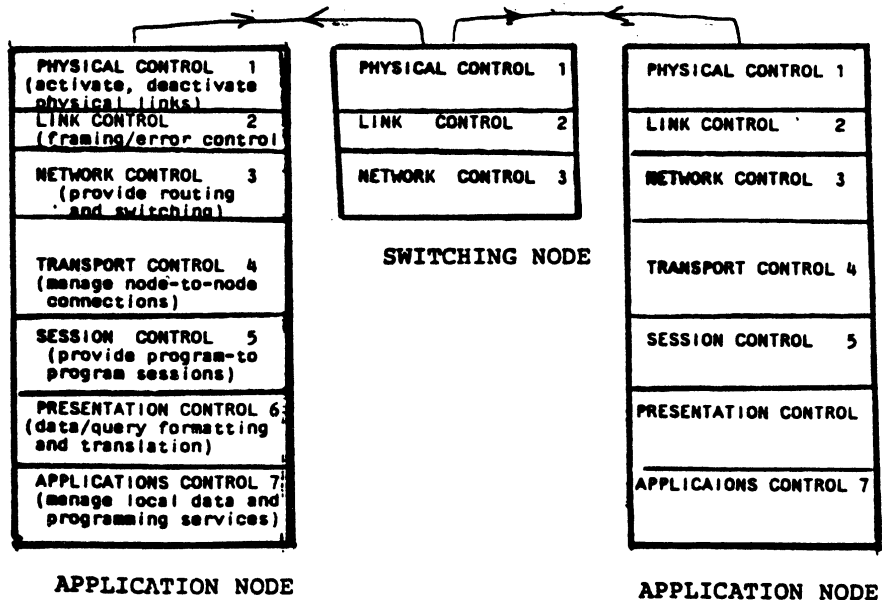 PHYSICAL CONTROL 1
(activate, deactivate
physical links)
LINK CONTROL 2
(framing/error control
NETWORK CONTROL 3
(provide routing
and switching)
TRANSPORT CONTROL 4
(manage node-to-node
connections)
SESSION CONTROL 5
(provide program-to
program sessions)
PRESENTATION CONTROL 6
(data/query formatting
and translation)
APPLICATIONS CONTROL 7
(manage local data and
programming services)
APPLICATION NODE
PHYSICAL CONTROL 1
LINK CONTROL 2
NETWORK CONTROL 3
SWITCHING NODE
PHYSICAL CONTROL 1
LINK CONTROL 2
NETWORK CONTROL 3
TRANSPORT CONTROL 4
SESSION CONTROL 5
PRESENTATION CONTROL
APPLICAIONS CONTROL 7
APPLICATION NODE